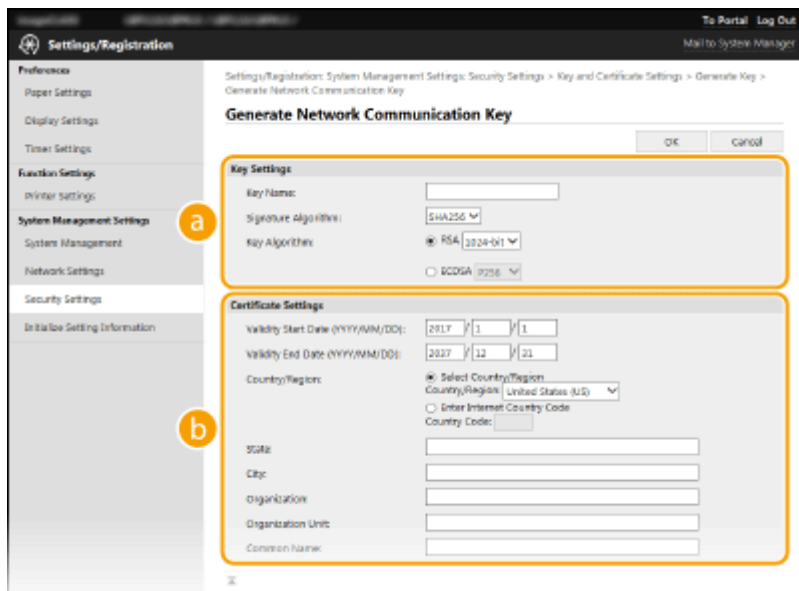 To Portal Log Out
Settings/Registration
Mail to System Manager
Preferences
Paper Settings
Display Settings
Timer Settings
Function Settings
Printer Settings
System Management Settings
System Management
Network Settings
Security Settings
Initialize Setting Information
Settings/Registration: System Management Settings: Security Settings > Key and Certificate Settings > Generate Key >
Generate Network Communication Key
Generate Network Communication Key
OK Cancel
a
Key Settings
Key Name:
Signature Algorithm: SHA256
Key Algorithm: RSA 1024-bit
ECDSA P256
b
Certificate Settings
Validity Start Date (YYYY/MM/DD): 2017 / 1 / 1
Validity End Date (YYYY/MM/DD): 2037 / 12 / 31
Country/Region: Select Country/Region
Country/Region: United States (US)
Enter Internet Country Code
Country Code:
State:
City:
Organization:
Organization Unit:
Common Name: